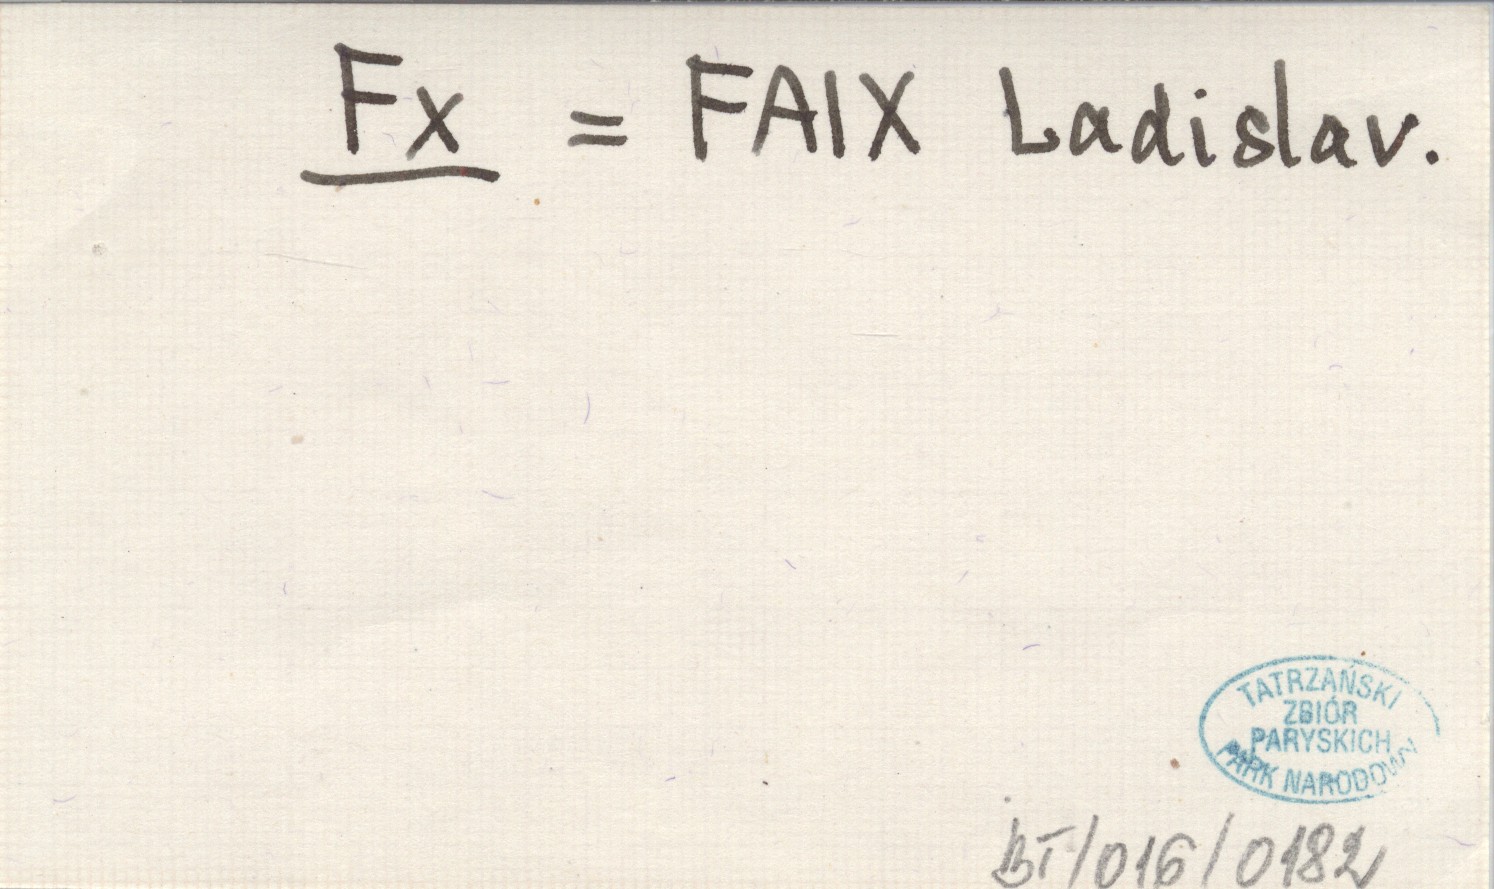 Fx = FAIX Ladislav.
TATRZAŃSKI
ZBIÓR
PARYSKICH
PARK NARODOWY
BT/016/0182